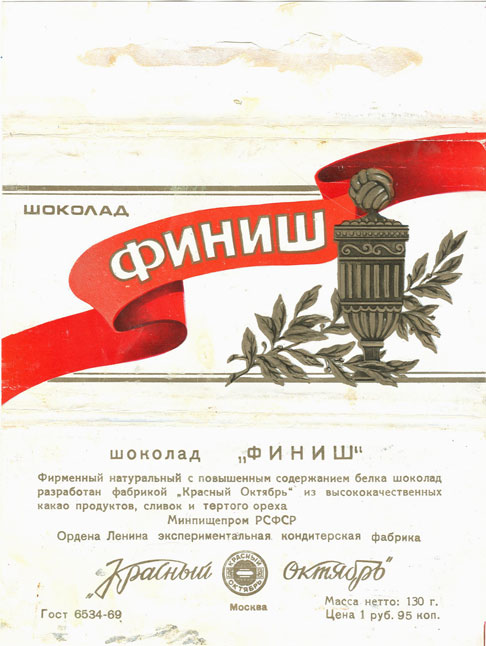 ШОКОЛАД
ФИНИШ
шоколад „ФИНИШ“
Фирменный натуральный с повышенным содержанием белка шоколад
разработан фабрикой „Красный Октябрь“ из высококачественных
какао продуктов, сливок и тертого ореха
Минпищепром РСФСР
Ордена Ленина экспериментальная кондитерская фабрика
„Красный КРАСНЫЙ ОКТЯБРЬ Октябрь“
Москва
Гост 6534-69
Масса нетто: 130 г.
Цена 1 руб. 95 коп.